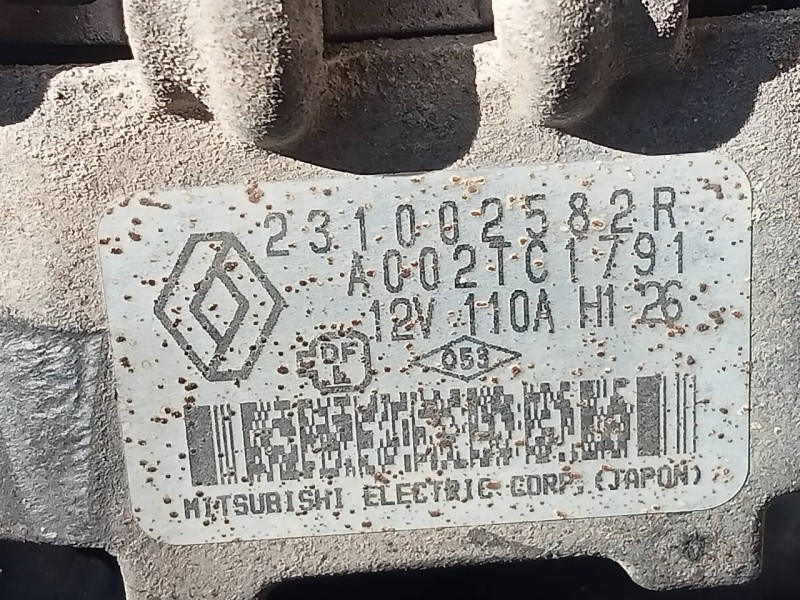 231002582R
A002TC1791
12V 110A H1 26
DF
L
053
MITSUBISHI ELECTRIC CORP. (JAPON)